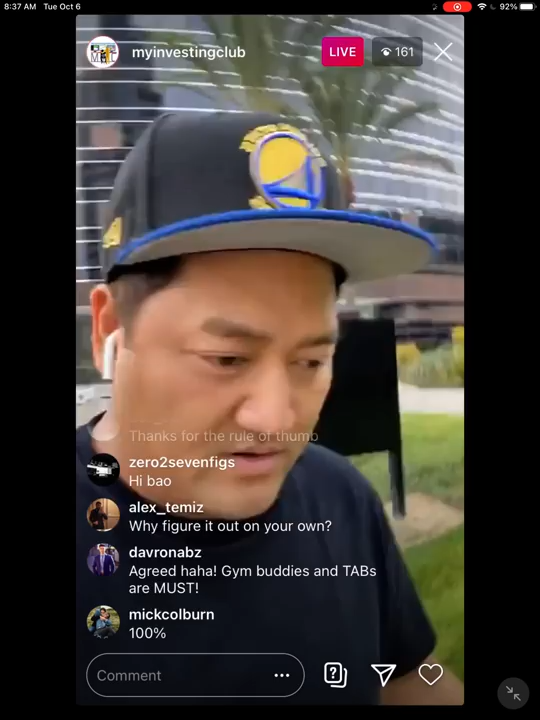 8:37 AM Tue Oct 6
92%
myinvestingclub
LIVE
161
Thanks for the rule of thumb
zero2sevenfigs
Hi bao
alex_temiz
Why figure it out on your own?
davronabz
Agreed haha! Gym buddies and TABs
are MUST!
mickcolburn
100%
Comment